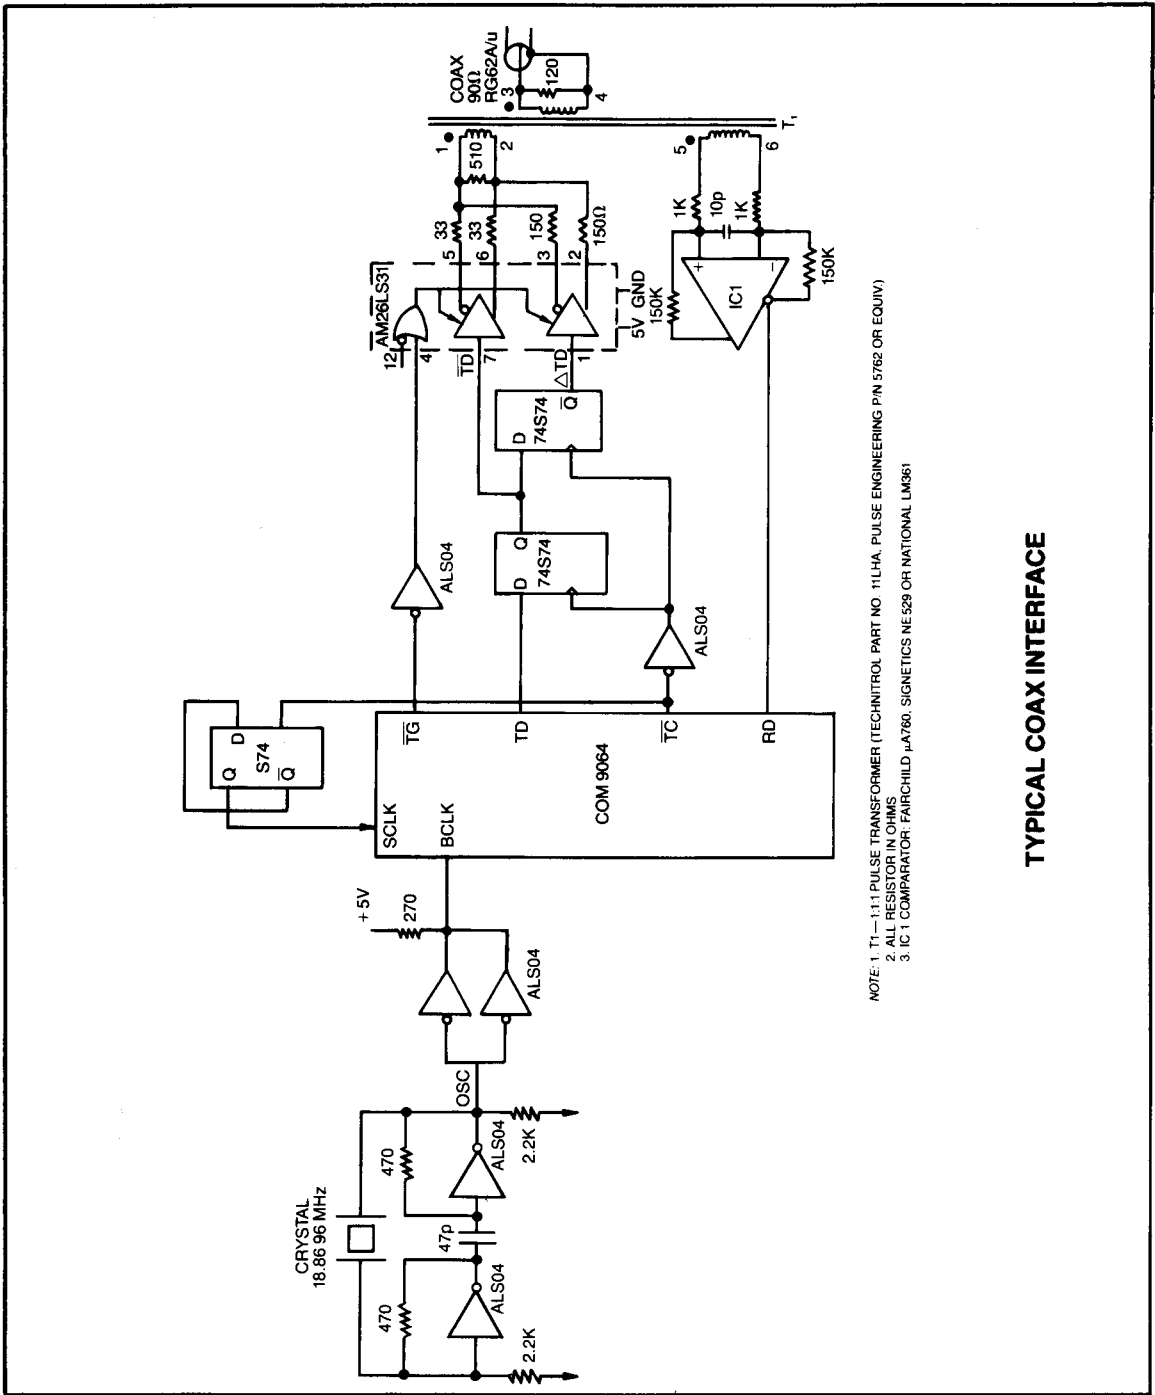 CRYSTAL
18.86 96 MHz
470
470
47p
ALS04
ALS04
2.2K
2.2K
OSC
ALS04
+ 5V
270
SCLK
BCLK
COM 9064
TG
TD
TC
RD
Q
D
S74
Q
ALS04
ALS04
D
Q
74S74
D
74S74
Q
TD
△TD
AM26LS31
12
4
7
1
5
6
3
2
5V GND
33
33
150
150Ω
510
1
2
COAX
90Ω
RG62A/u
3
120
4
T1
5
6
1K
10p
1K
150K
150K
IC1
+
−
NOTE: 1. T1—1:1:1 PULSE TRANSFORMER (TECHNITROL PART NO. 11LHA, PULSE ENGINEERING P/N 5762 OR EQUIV.)
2. ALL RESISTOR IN OHMS
3. IC 1 COMPARATOR: FAIRCHILD µA760, SIGNETICS NE529 OR NATIONAL LM361
TYPICAL COAX INTERFACE